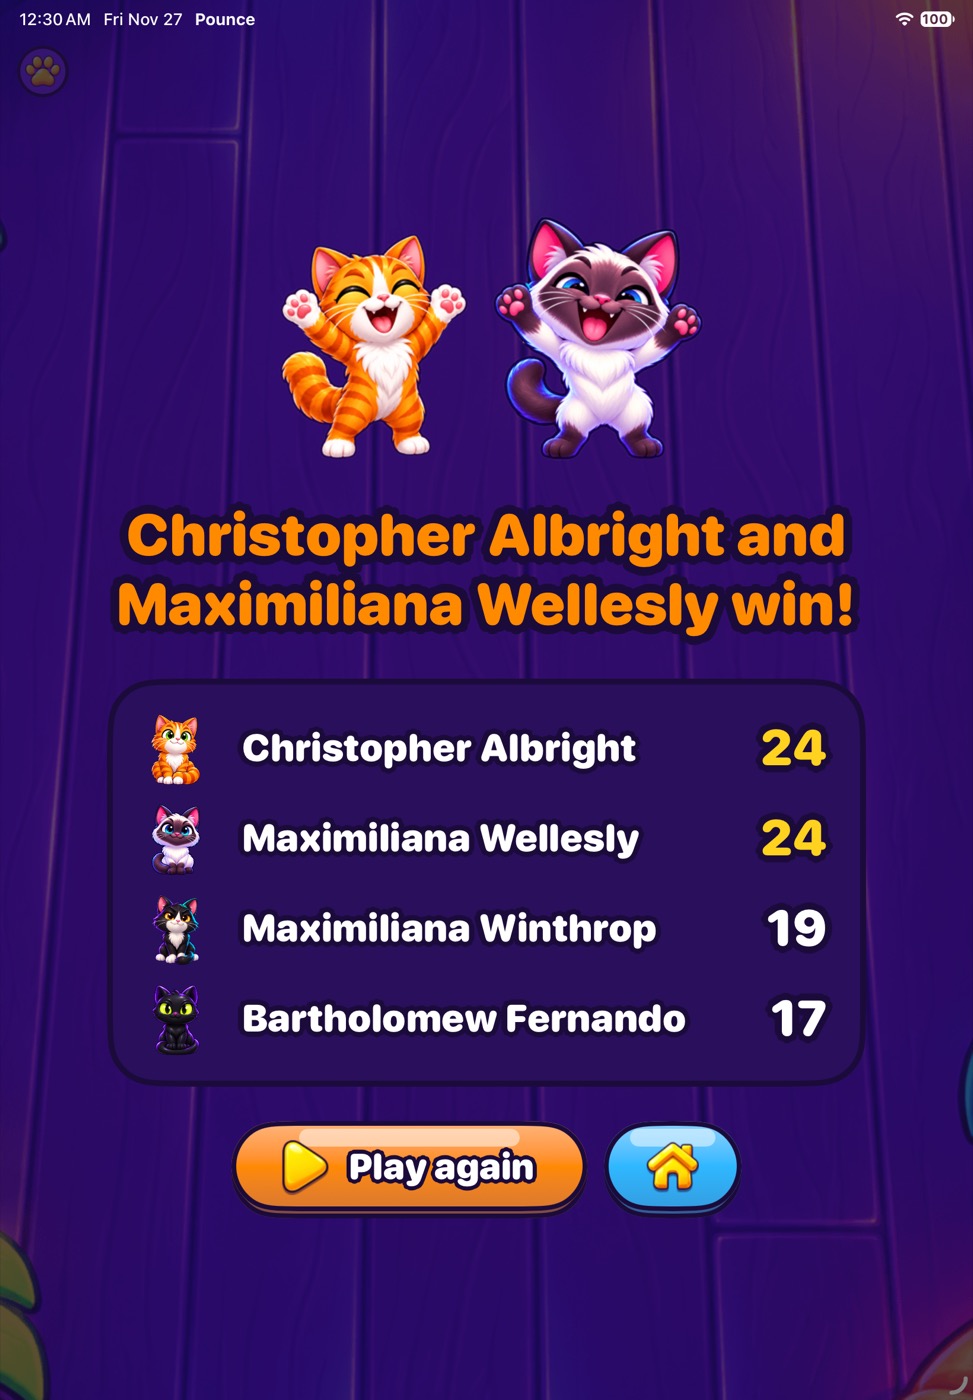 12:30 AM Fri Nov 27 Pounce
100
Christopher Albright and
Maximiliana Wellesly win!
Christopher Albright 24
Maximiliana Wellesly 24
Maximiliana Winthrop 19
Bartholomew Fernando 17
Play again